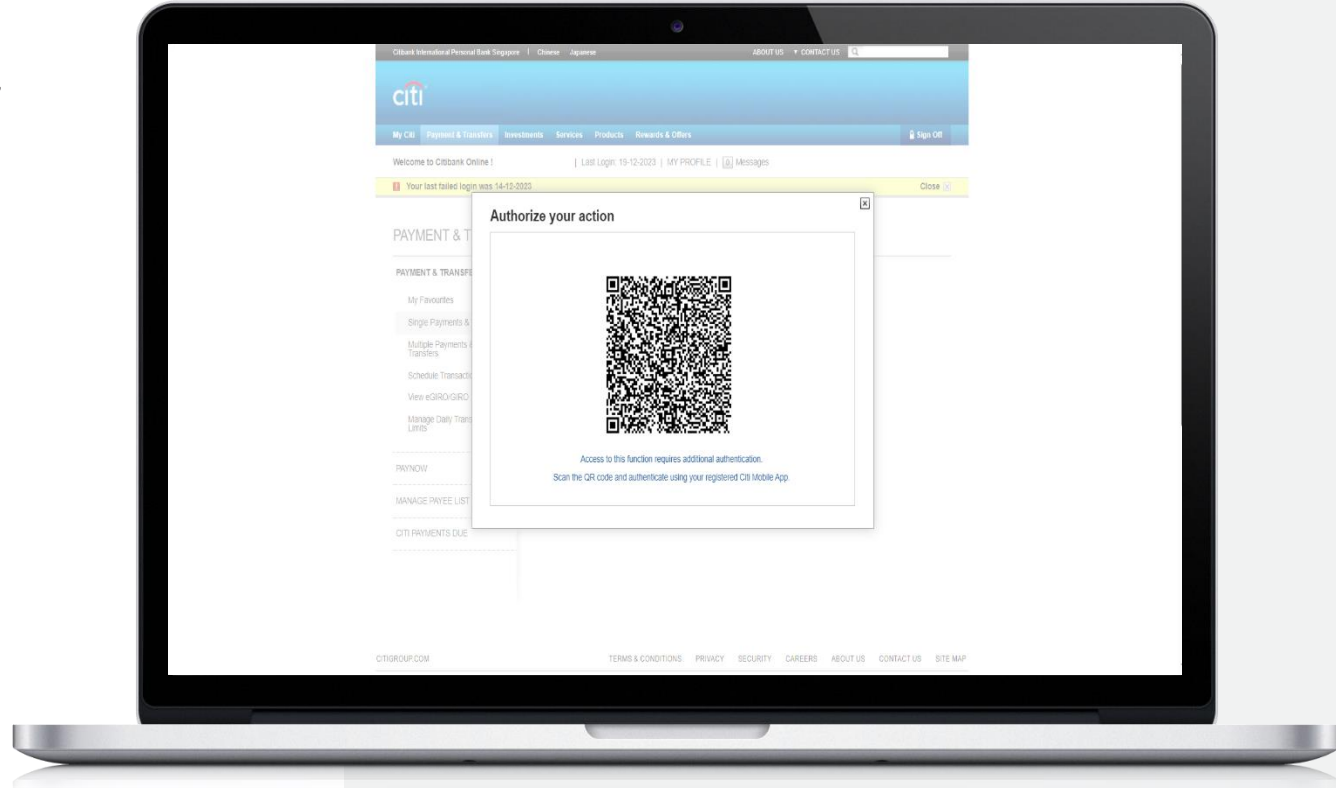 Citibank International Personal Bank Singapore | Chinese Japanese ABOUT US ▾ CONTACT US
citi
My Citi Payment & Transfers Investments Services Products Rewards & Offers Sign Off
Welcome to Citibank Online ! | Last Login: 19-12-2023 | MY PROFILE | Messages
Your last failed login was 14-12-2023 Close
Authorize your action
PAYMENT & T
PAYMENT & TRANSFE
My Favourites
Single Payments &
Multiple Payments &
Transfers
Schedule Transactio
View eGIRO/GIRO
Manage Daily Trans
Limits
Access to this function requires additional authentication.
Scan the QR code and authenticate using your registered Citi Mobile App.
PAYNOW
MANAGE PAYEE LIST
CITI PAYMENTS DUE
CITIGROUP.COM TERMS & CONDITIONS PRIVACY SECURITY CAREERS ABOUT US CONTACT US SITE MAP